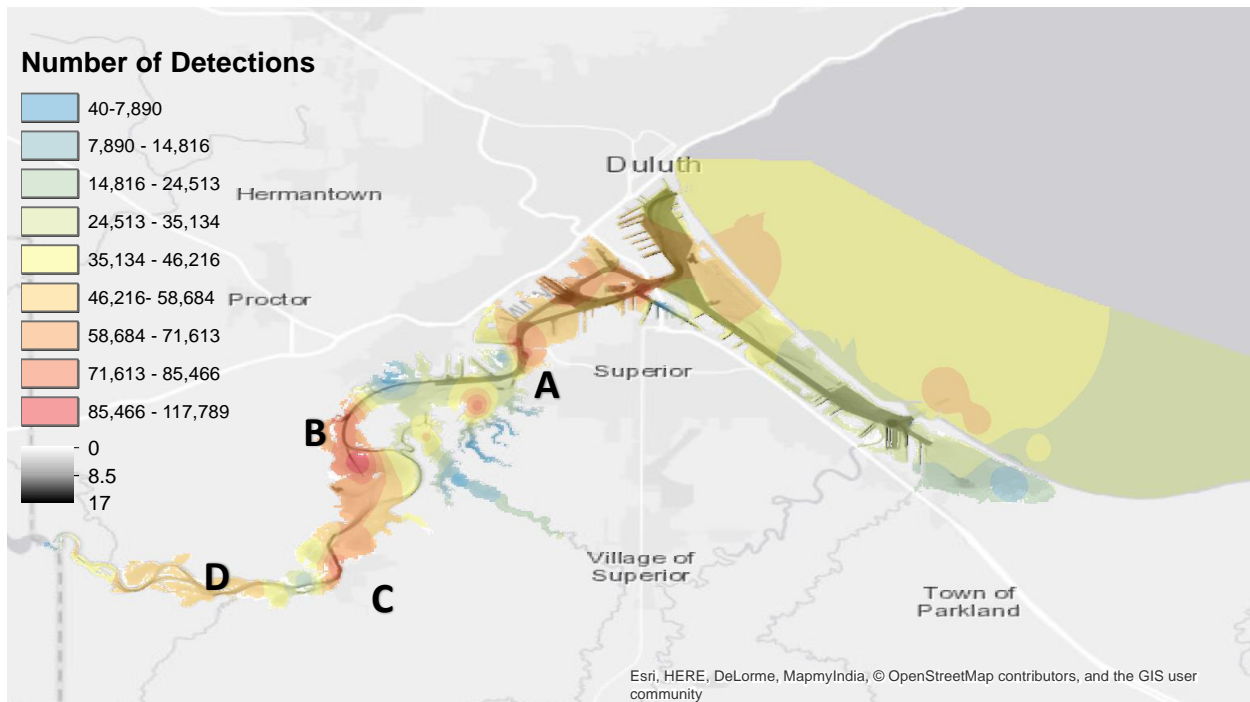 Number of Detections
40-7,890
7,890 - 14,816
14,816 - 24,513
24,513 - 35,134
35,134 - 46,216
46,216- 58,684
58,684 - 71,613
71,613 - 85,466
85,466 - 117,789
0
8.5
17
Duluth
Hermantown
Proctor
Superior
A
B
C
D
Village of
Superior
Town of
Parkland
Esri, HERE, DeLorme, MapmyIndia, © OpenStreetMap contributors, and the GIS user
community